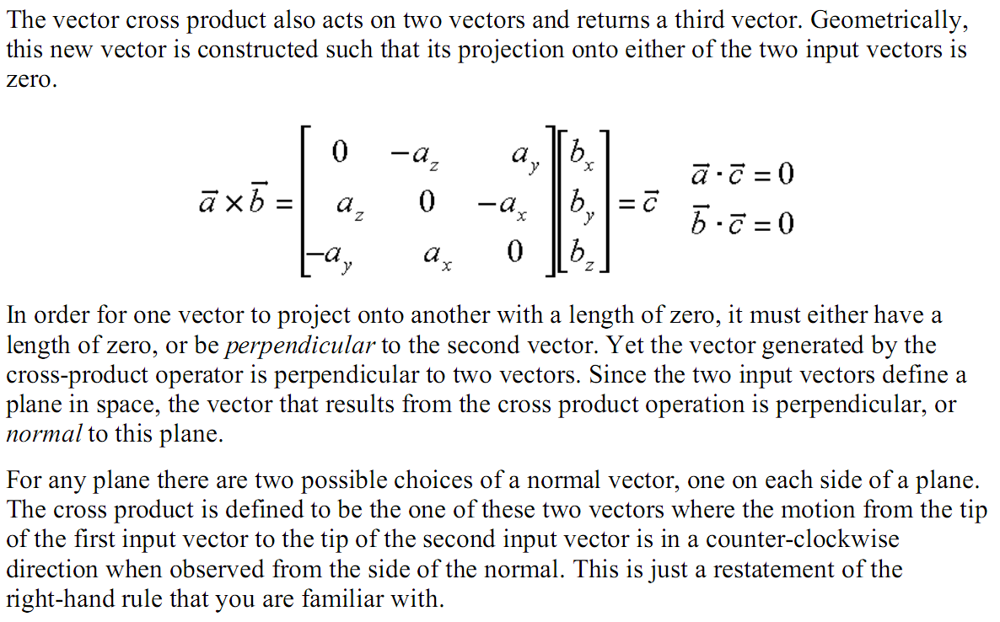 The vector cross product also acts on two vectors and returns a third vector. Geometrically,
this new vector is constructed such that its projection onto either of the two input vectors is
zero.
$\vec{a} \times \vec{b} = \begin{bmatrix} 0 & -a_z & a_y \\ a_z & 0 & -a_x \\ -a_y & a_x & 0 \end{bmatrix} \begin{bmatrix} b_x \\ b_y \\ b_z \end{bmatrix} = \vec{c} \quad \begin{matrix} \vec{a} \cdot \vec{c} = 0 \\ \vec{b} \cdot \vec{c} = 0 \end{matrix}$
In order for one vector to project onto another with a length of zero, it must either have a
length of zero, or be perpendicular to the second vector. Yet the vector generated by the
cross-product operator is perpendicular to two vectors. Since the two input vectors define a
plane in space, the vector that results from the cross product operation is perpendicular, or
normal to this plane.
For any plane there are two possible choices of a normal vector, one on each side of a plane.
The cross product is defined to be the one of these two vectors where the motion from the tip
of the first input vector to the tip of the second input vector is in a counter-clockwise
direction when observed from the side of the normal. This is just a restatement of the
right-hand rule that you are familiar with.